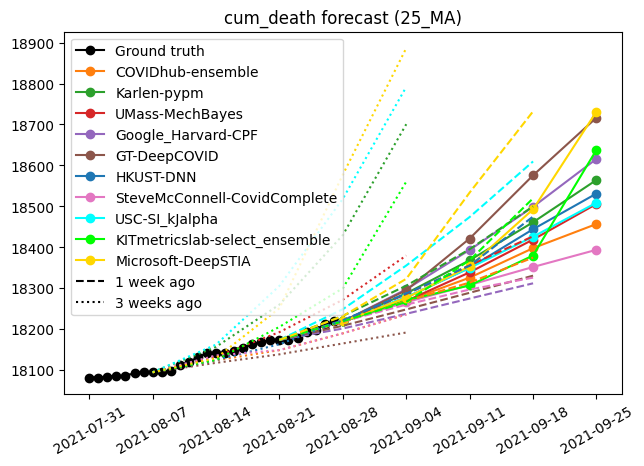 cum_death forecast (25_MA)
18900
18800
18700
18600
18500
18400
18300
18200
18100
Ground truth
COVIDhub-ensemble
Karlen-pypm
UMass-MechBayes
Google_Harvard-CPF
GT-DeepCOVID
HKUST-DNN
SteveMcConnell-CovidComplete
USC-SI_kJalpha
KITmetricslab-select_ensemble
Microsoft-DeepSTIA
1 week ago
3 weeks ago
2021-07-31
2021-08-07
2021-08-14
2021-08-21
2021-08-28
2021-09-04
2021-09-11
2021-09-18
2021-09-25